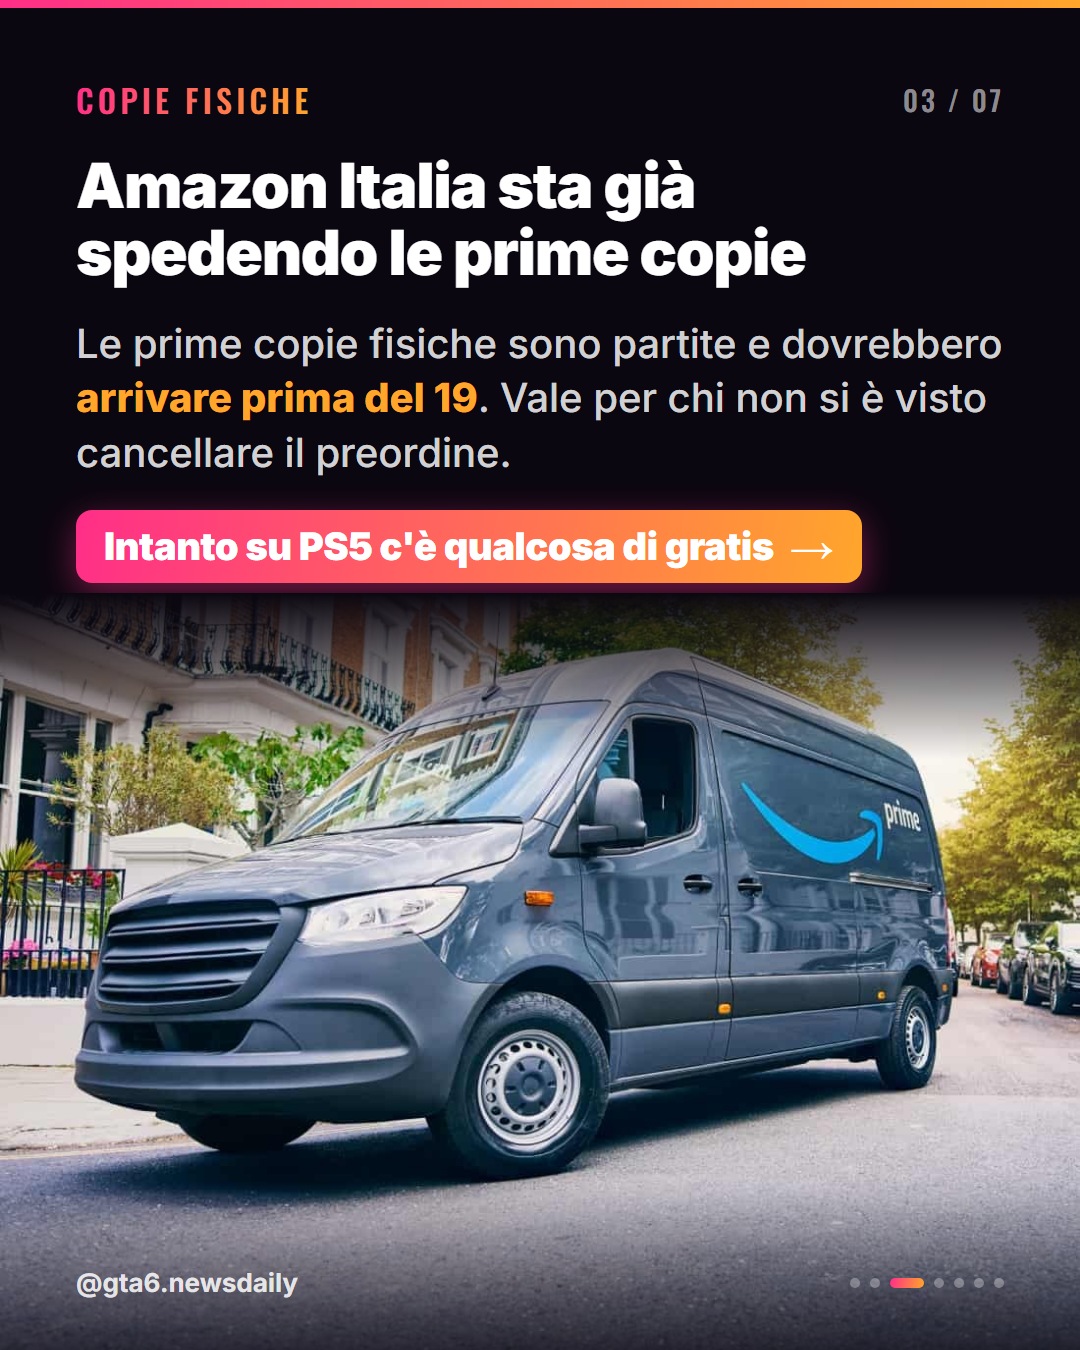 COPIE FISICHE
03 / 07
Amazon Italia sta già
spedendo le prime copie
Le prime copie fisiche sono partite e dovrebbero
arrivare prima del 19. Vale per chi non si è visto
cancellare il preordine.
Intanto su PS5 c'è qualcosa di gratis →
prime
@gta6.newsdaily